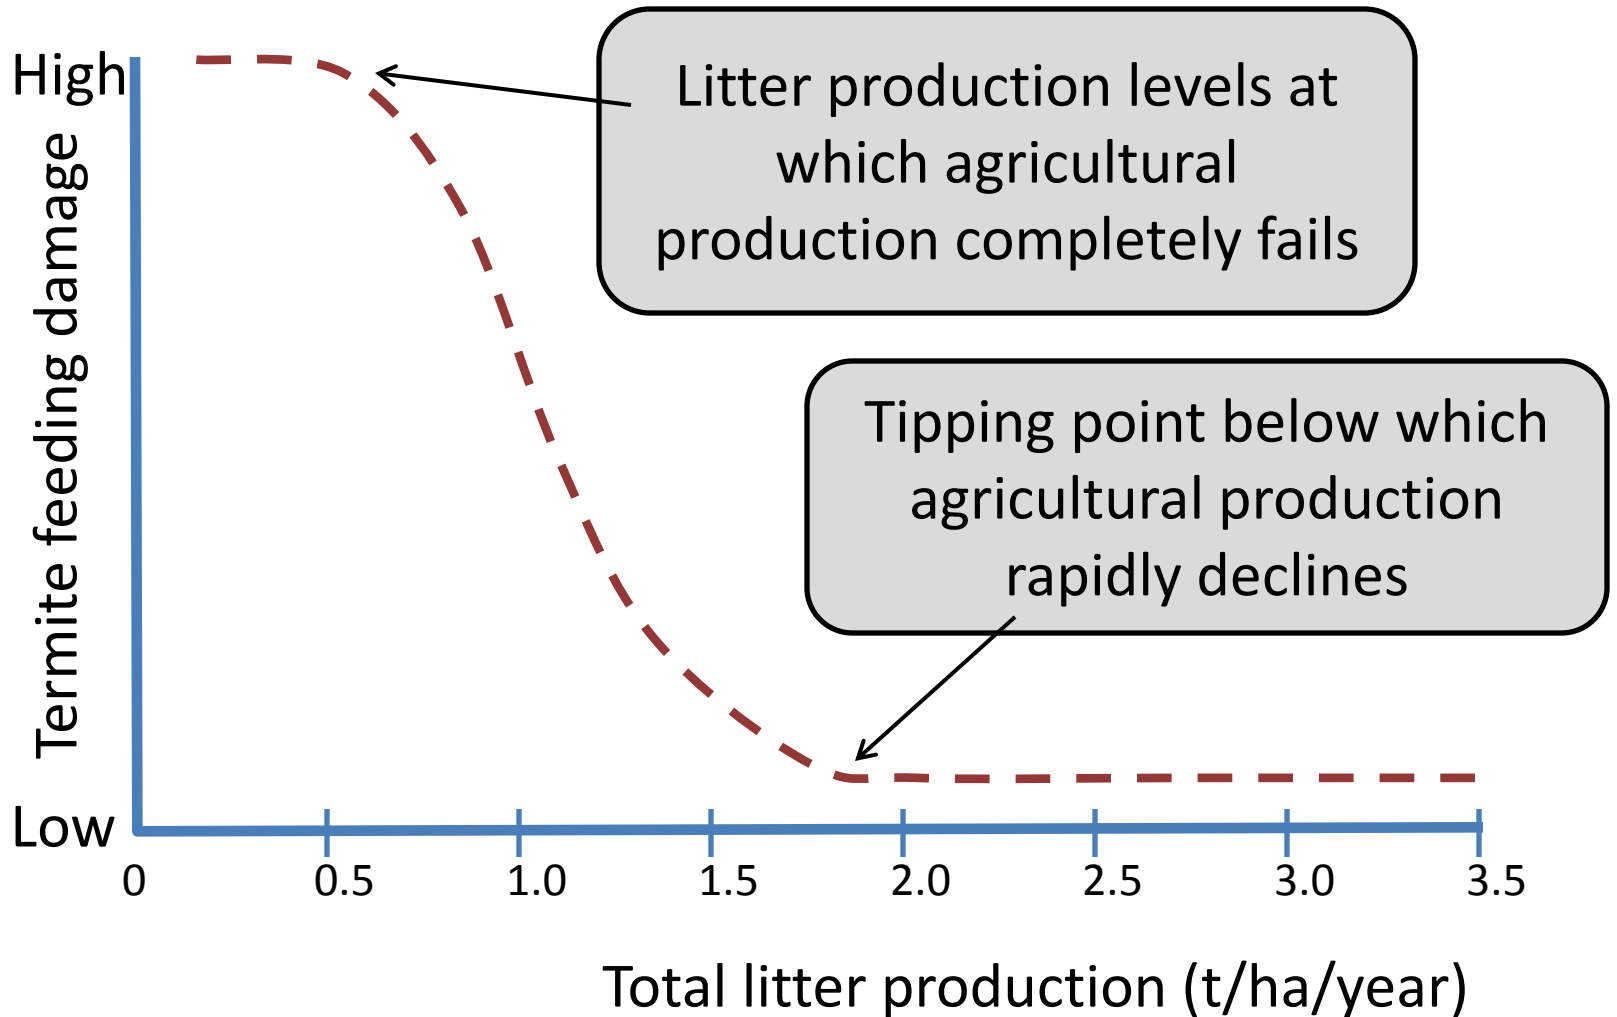 High
Termite feeding damage
Low
Litter production levels at
which agricultural
production completely fails
Tipping point below which
agricultural production
rapidly declines
0 0.5 1.0 1.5 2.0 2.5 3.0 3.5
Total litter production (t/ha/year)